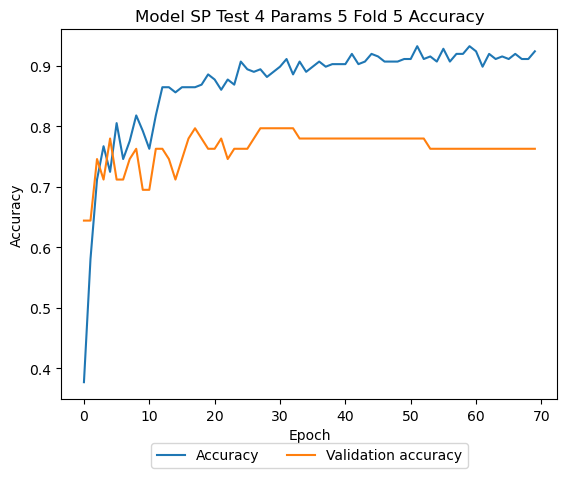 Model SP Test 4 Params 5 Fold 5 Accuracy
Accuracy
0.9
0.8
0.7
0.6
0.5
0.4
0 10 20 30 40 50 60 70
Epoch
Accuracy Validation accuracy